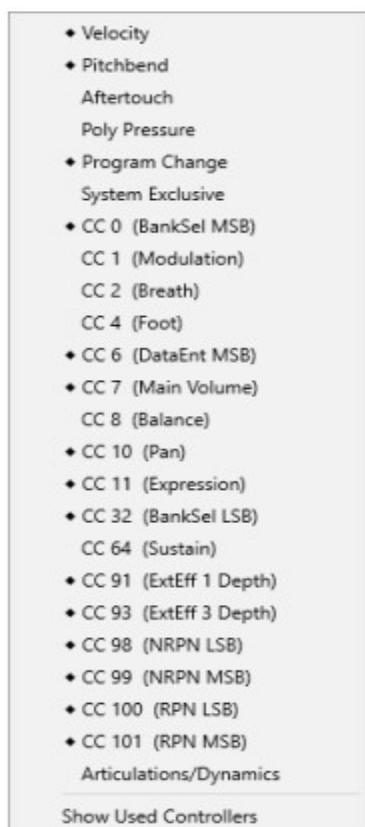 ◆ Velocity
◆ Pitchbend
Aftertouch
Poly Pressure
◆ Program Change
System Exclusive
◆ CC 0 (BankSel MSB)
CC 1 (Modulation)
CC 2 (Breath)
CC 4 (Foot)
◆ CC 6 (DataEnt MSB)
◆ CC 7 (Main Volume)
CC 8 (Balance)
◆ CC 10 (Pan)
◆ CC 11 (Expression)
◆ CC 32 (BankSel LSB)
CC 64 (Sustain)
◆ CC 91 (ExtEff 1 Depth)
◆ CC 93 (ExtEff 3 Depth)
◆ CC 98 (NRPN LSB)
◆ CC 99 (NRPN MSB)
◆ CC 100 (RPN LSB)
◆ CC 101 (RPN MSB)
Articulations/Dynamics
Show Used Controllers